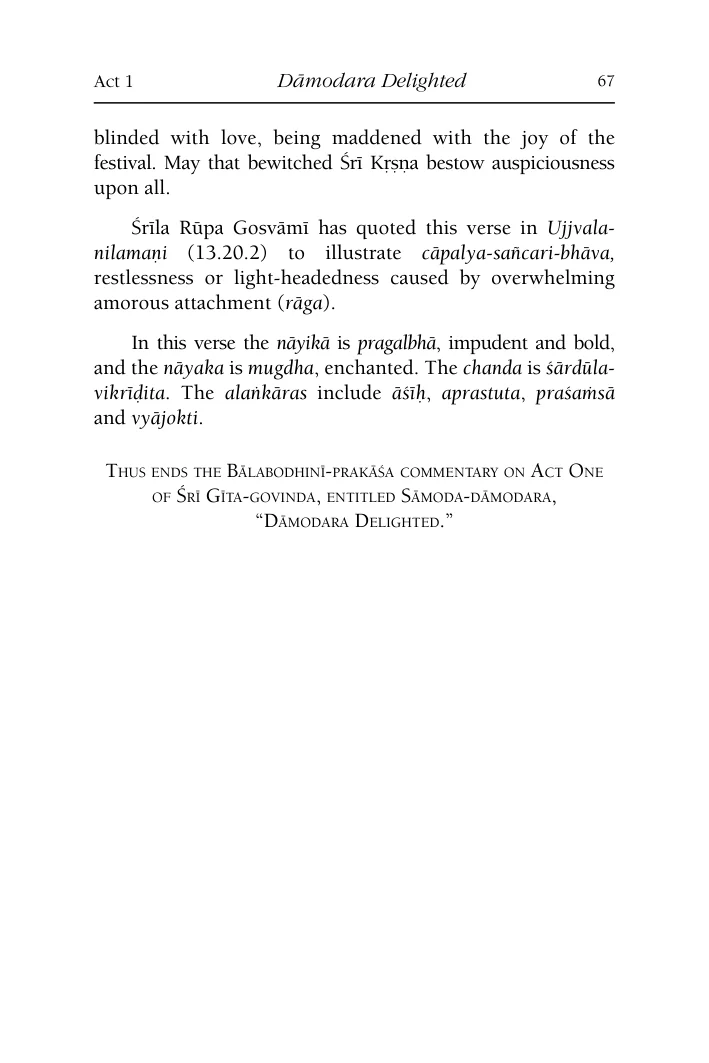 Act 1 Dāmodara Delighted 67
blinded with love, being maddened with the joy of the
festival. May that bewitched Śrī Kṛṣṇa bestow auspiciousness
upon all.
Śrīla Rūpa Gosvāmī has quoted this verse in Ujjvala-
nilamaṇi (13.20.2) to illustrate cāpalya-sañcari-bhāva,
restlessness or light-headedness caused by overwhelming
amorous attachment (rāga).
In this verse the nāyikā is pragalbhā, impudent and bold,
and the nāyaka is mugdha, enchanted. The chanda is śārdūla-
vikrīḍita. The alaṅkāras include āśīḥ, aprastuta, praśaṁsā
and vyājokti.
Thus ends the Bālabodhinī-prakāśa commentary on Act One
of Śrī Gīta-govinda, entitled Sāmoda-dāmodara,
“Dāmodara Delighted.”